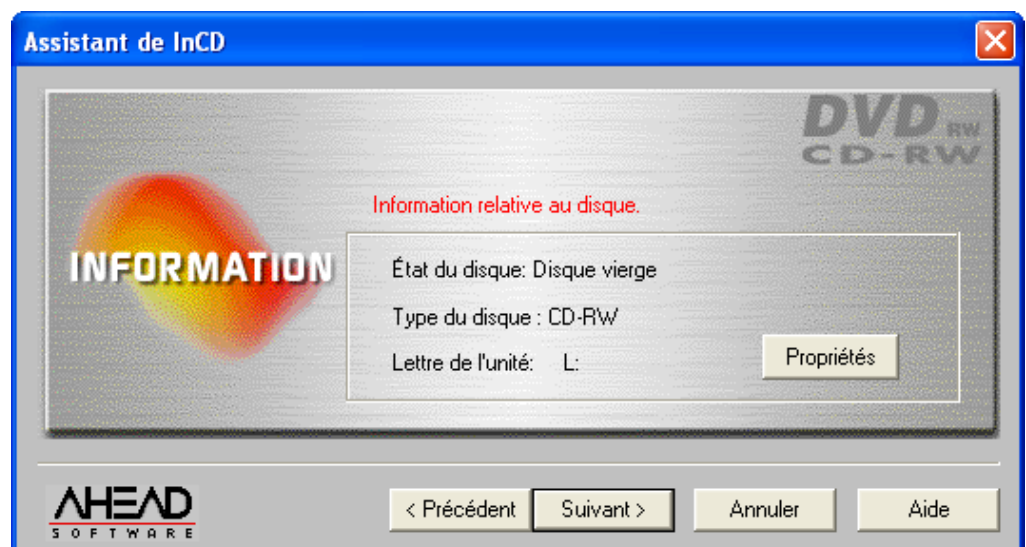 Assistant de InCD
DVD RW
CD-RW
Information relative au disque.
INFORMATION
État du disque: Disque vierge
Type du disque : CD-RW
Lettre de l'unité: L:
Propriétés
AHEAD
SOFTWARE
< Précédent
Suivant >
Annuler
Aide